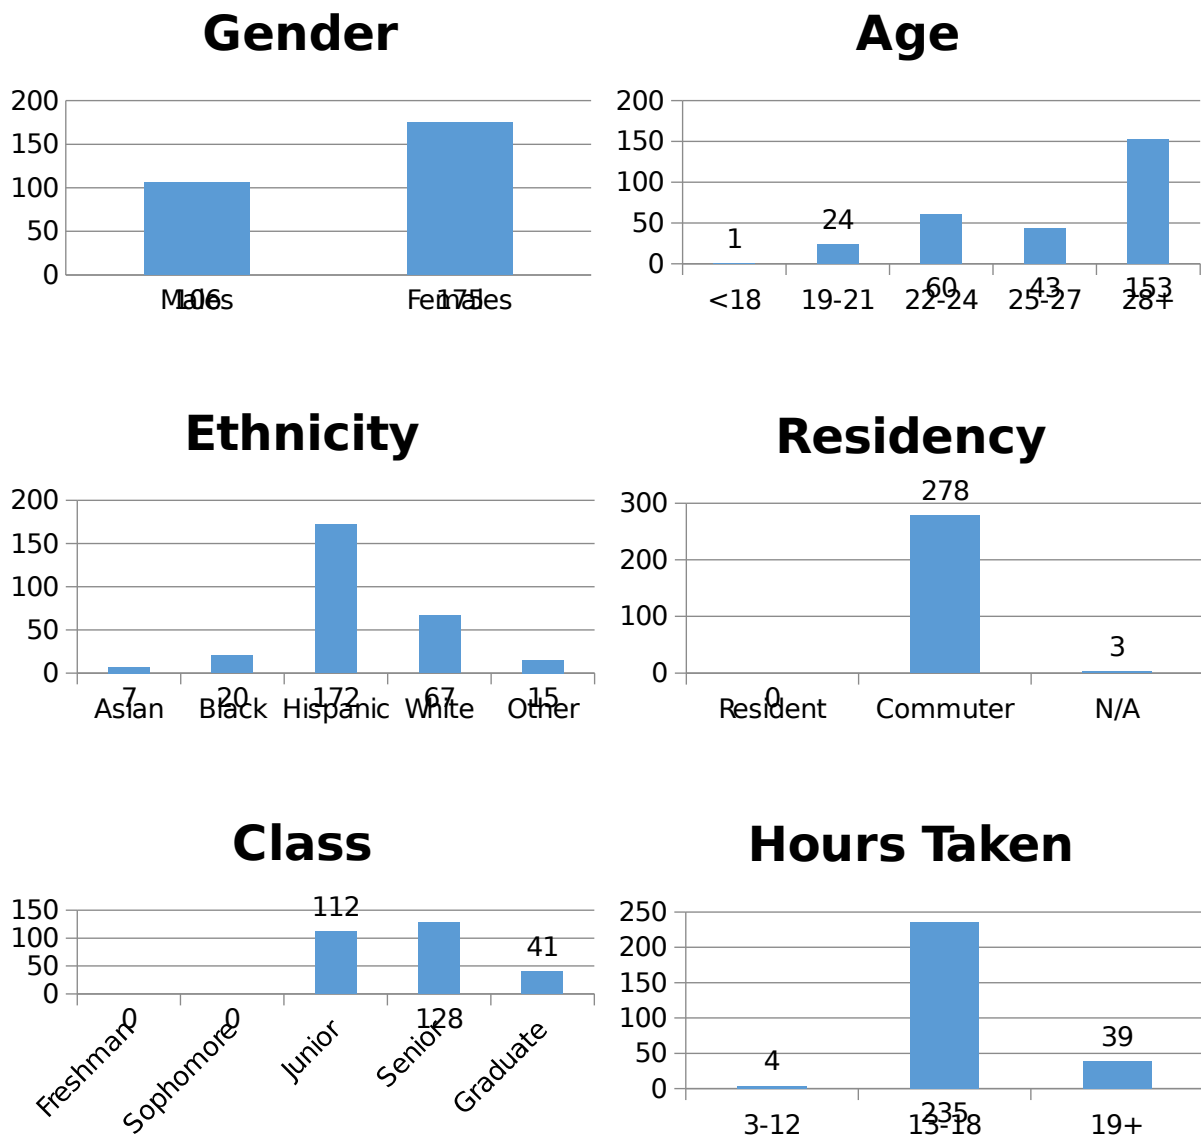 Gender
200
150
100
50
0
106
175
Males
Females
Age
200
150
100
50
0
1
24
60
43
153
<18
19-21
22-24
25-27
28+
Ethnicity
200
150
100
50
0
7
20
172
67
15
Asian
Black
Hispanic
White
Other
Residency
300
200
100
0
0
278
3
Resident
Commuter
N/A
Class
150
100
50
0
0
0
112
128
41
Freshman
Sophomore
Junior
Senior
Graduate
Hours Taken
250
200
150
100
50
0
4
235
39
3-12
13-18
19+